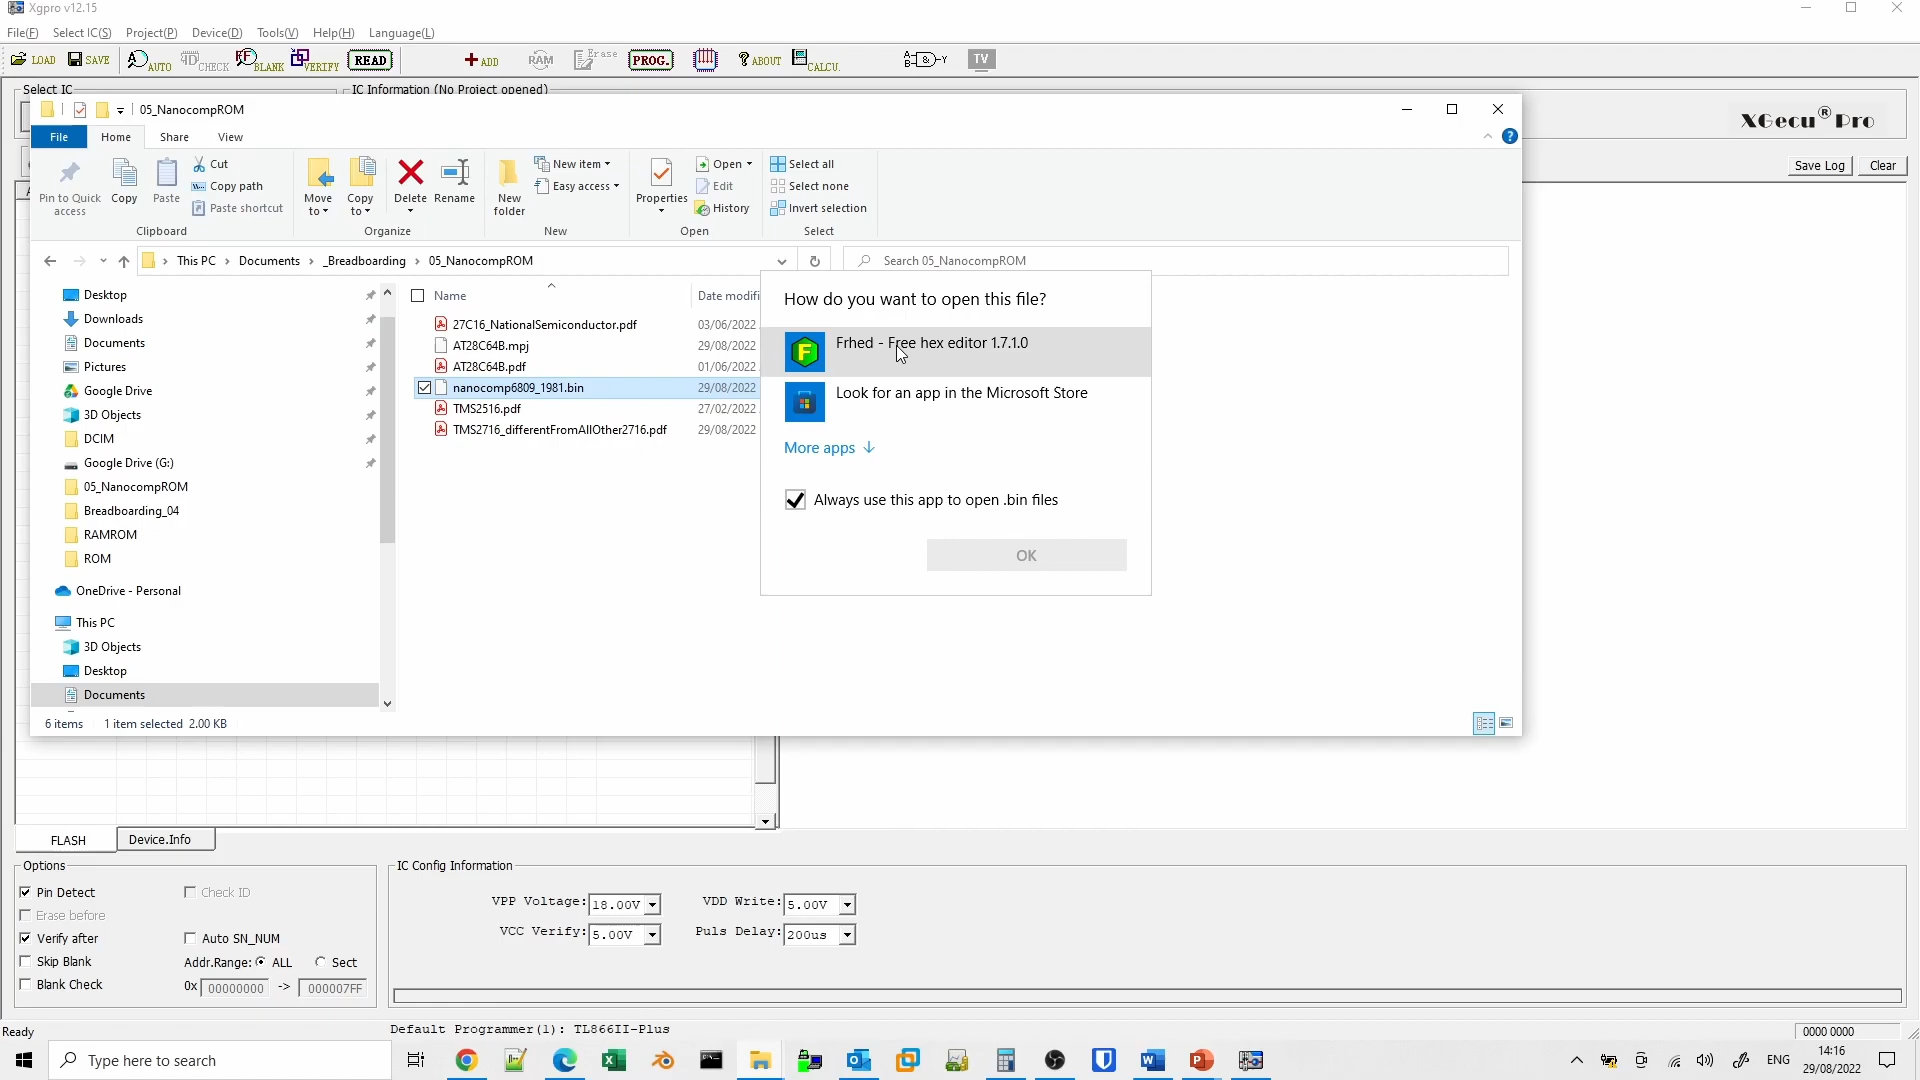 Xgpro v12.15
File(F) Select IC(S) Project(P) Device(D) Tools(V) Help(H) Language(L)
LOAD SAVE AUTO CHECK BLANK VERIFY READ ADD RAM Erase PROG. ABOUT CALCU. TV
Select IC IC Information (No Project opened)
05_NanocompROM
XGecu® Pro
File Home Share View
Save Log Clear
Pin to Quick access
Copy
Paste
Cut
Copy path
Paste shortcut
Clipboard
Move to
Copy to
Delete
Rename
Organize
New folder
New item
Easy access
New
Properties
Open
Edit
History
Open
Select all
Select none
Invert selection
Select
This PC > Documents > _Breadboarding > 05_NanocompROM
Search 05_NanocompROM
Desktop
Downloads
Documents
Pictures
Google Drive
3D Objects
DCIM
Google Drive (G:)
05_NanocompROM
Breadboarding_04
RAMROM
ROM
OneDrive - Personal
This PC
3D Objects
Desktop
Documents
Name Date modifi
27C16_NationalSemiconductor.pdf 03/06/2022
AT28C64B.mpj 29/08/2022
AT28C64B.pdf 01/06/2022
nanocomp6809_1981.bin 29/08/2022
TMS2516.pdf 27/02/2022
TMS2716_differentFromAllOther2716.pdf 29/08/2022
How do you want to open this file?
Frhed - Free hex editor 1.7.1.0
Look for an app in the Microsoft Store
More apps
Always use this app to open .bin files
OK
6 items 1 item selected 2.00 KB
FLASH Device.Info
Options
Pin Detect Check ID
Erase before
Verify after Auto SN_NUM
Skip Blank Addr.Range: ALL Sect
Blank Check 0x 00000000 -> 000007FF
IC Config Information
VPP Voltage: 18.00V VDD Write: 5.00V
VCC Verify: 5.00V Puls Delay: 200us
Ready Default Programmer(1): TL866II-Plus 0000 0000
Type here to search
ENG
14:16
29/08/2022